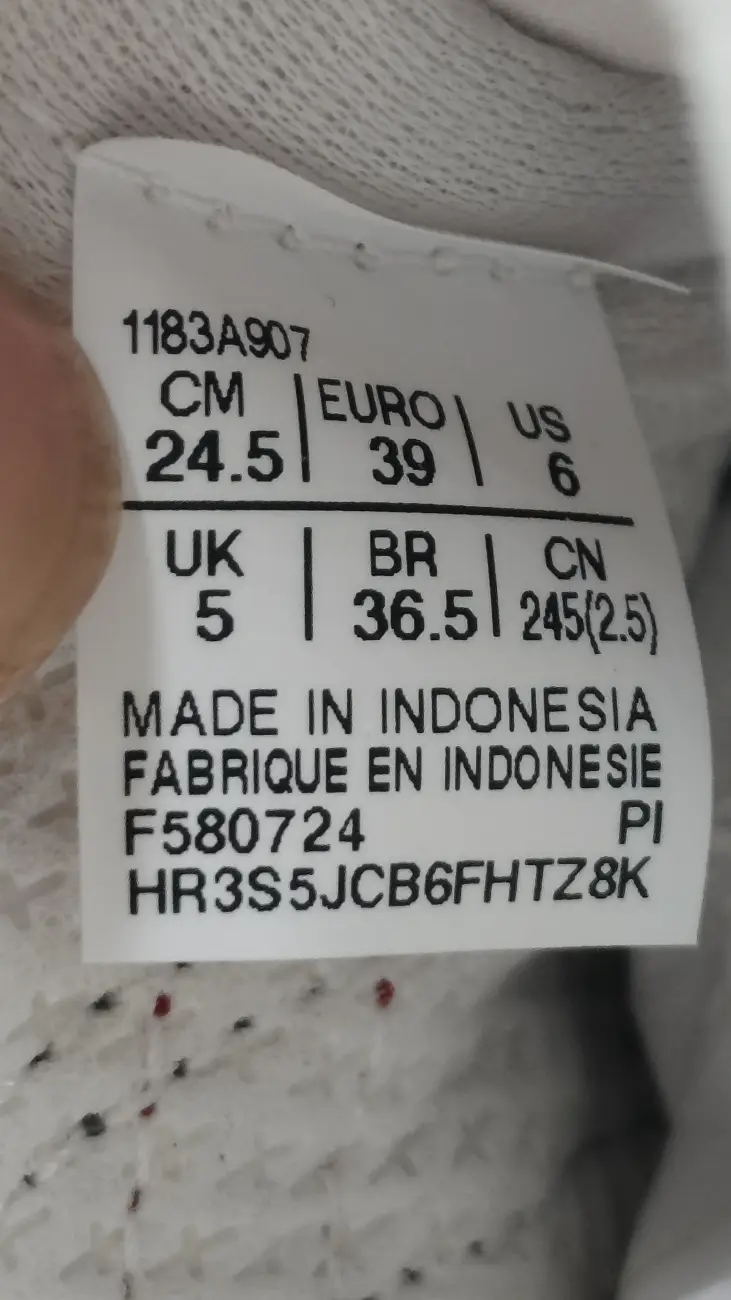 1183A907
CM | EURO | US
24.5 | 39 | 6
UK | BR | CN
5 | 36.5 | 245(2.5)
MADE IN INDONESIA
FABRIQUE EN INDONESIE
F580724 PI
HR3S5JCB6FHTZ8K